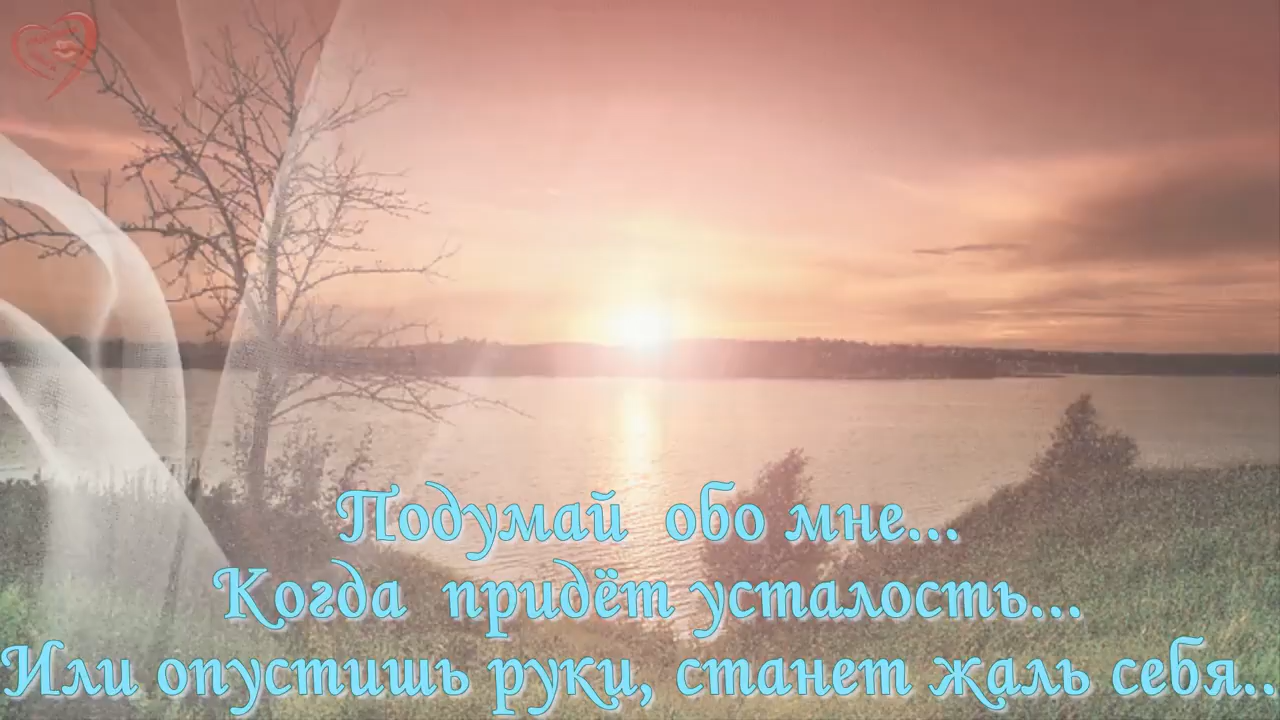 Подумай обо мне...
Когда придёт усталость...
Или опустишь руки, станет жаль себя..